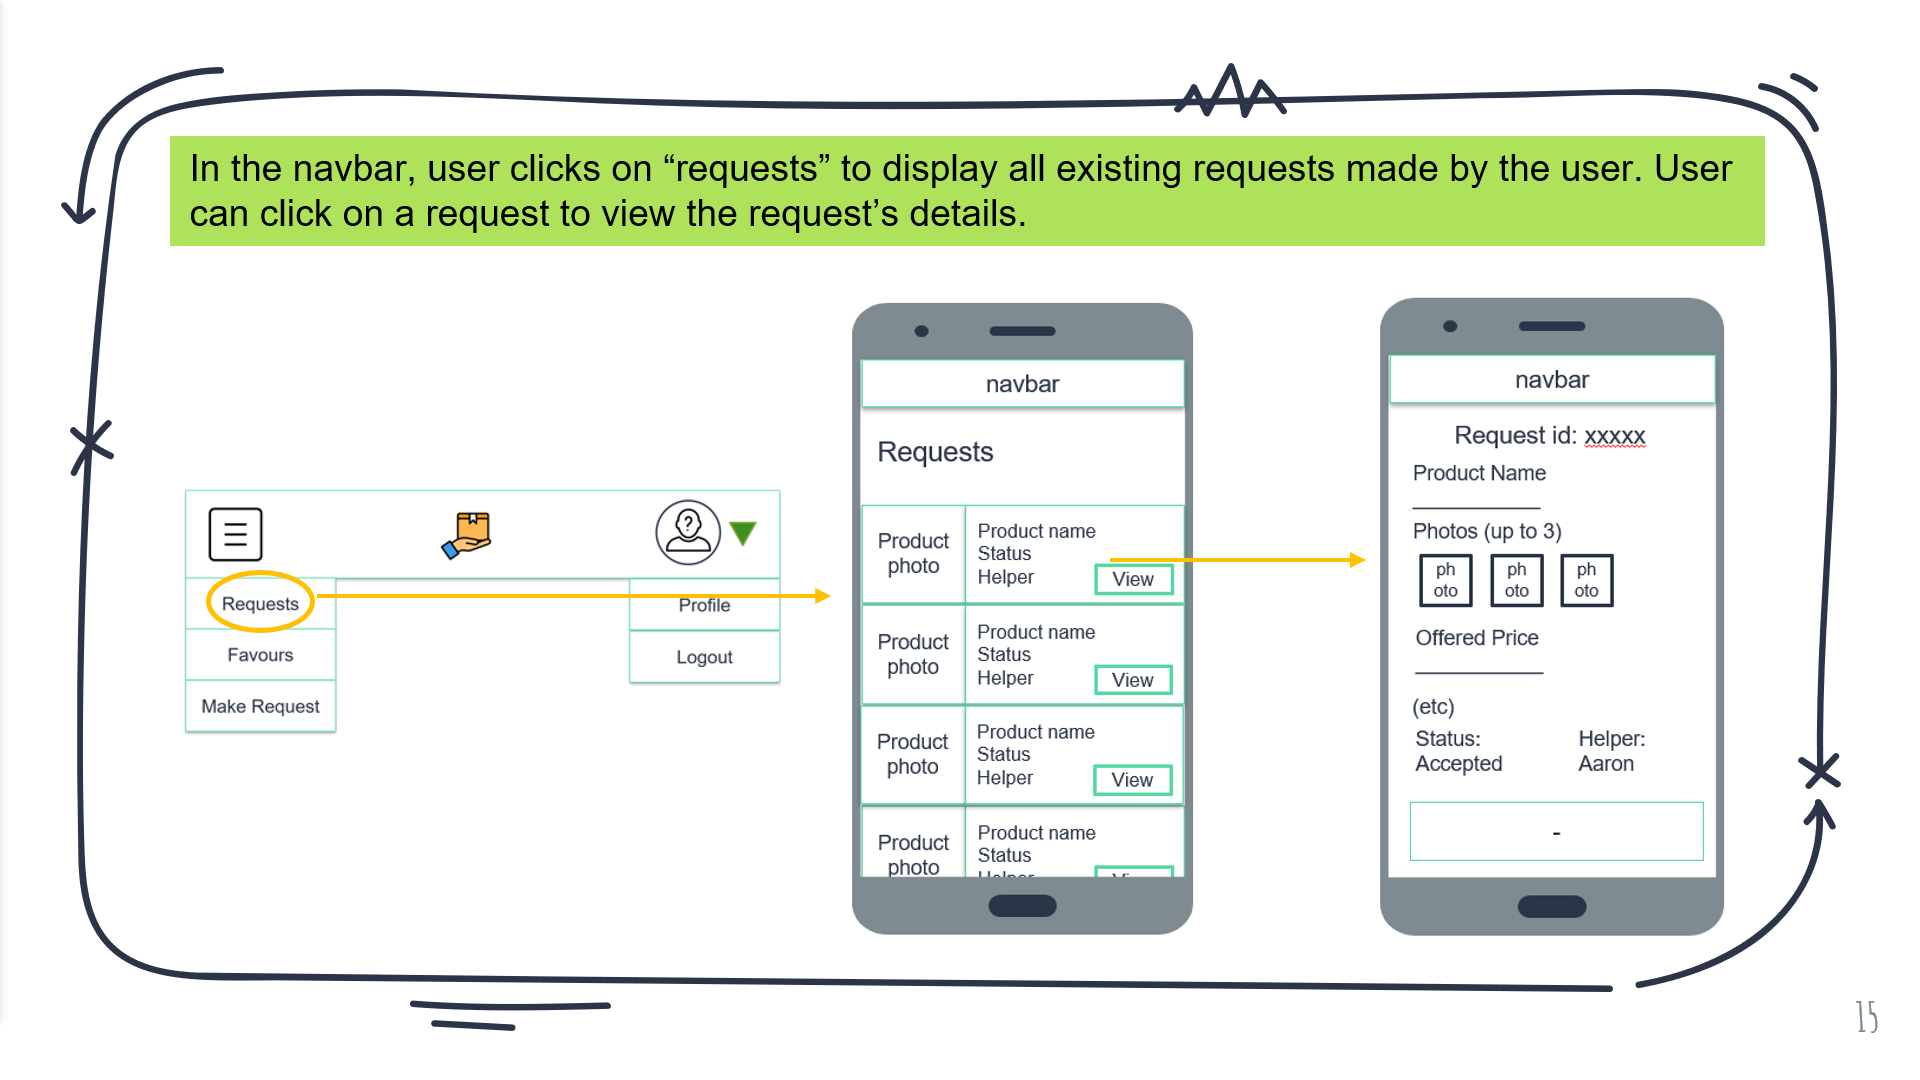 In the navbar, user clicks on “requests” to display all existing requests made by the user. User
can click on a request to view the request’s details.
?
Requests
Favours
Make Request
Profile
Logout
navbar
Requests
Product
photo
Product name
Status
Helper
View
Product
photo
Product name
Status
Helper
View
Product
photo
Product name
Status
Helper
View
Product
photo
Product name
Status
Helper
View
navbar
Request id: xxxxx
Product Name
Photos (up to 3)
ph
oto
ph
oto
ph
oto
Offered Price
(etc)
Status:
Accepted
Helper:
Aaron
-
15